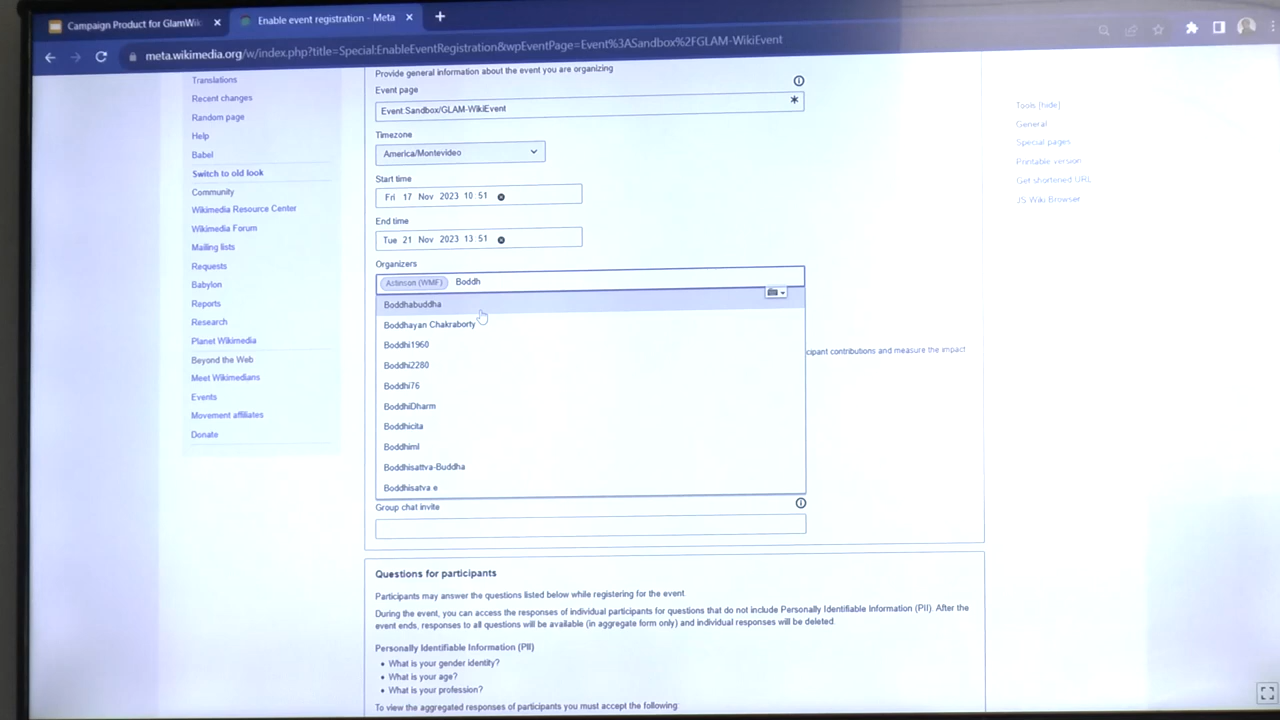 Campaign Product for GlamWiki
Enable event registration - Meta
meta.wikimedia.org/w/index.php?title=Special:EnableEventRegistration&wpEventPage=Event%3ASandbox%2FGLAM-WikiEvent
Translations
Recent changes
Random page
Help
Babel
Switch to old look
Community
Wikimedia Resource Center
Wikimedia Forum
Mailing lists
Requests
Babylon
Reports
Research
Planet Wikimedia
Beyond the Web
Meet Wikimedians
Events
Movement affiliates
Donate
Provide general information about the event you are organizing
Event page
Event:Sandbox/GLAM-WikiEvent
Timezone
America/Montevideo
Start time
Fri 17 Nov 2023 10 51
End time
Tue 21 Nov 2023 13 51
Organizers
Astinson (WMF) Boddh
Boddhabuddha
Boddhayan Chakraborty
Boddhi1960
Boddhi2280
Boddhi76
BoddhiDharm
Boddhicita
Boddhiml
Boddhisattva-Buddha
Boddhisatva e
cipant contributions and measure the impact
Group chat invite
Questions for participants
Participants may answer the questions listed below while registering for the event.
During the event, you can access the responses of individual participants for questions that do not include Personally Identifiable Information (PII). After the
event ends, responses to all questions will be available (in aggregate form only) and individual responses will be deleted.
Personally Identifiable Information (PII)
• What is your gender identity?
• What is your age?
• What is your profession?
To view the aggregated responses of participants you must accept the following:
Tools [hide]
General
Special pages
Printable version
Get shortened URL
JS Wiki Browser